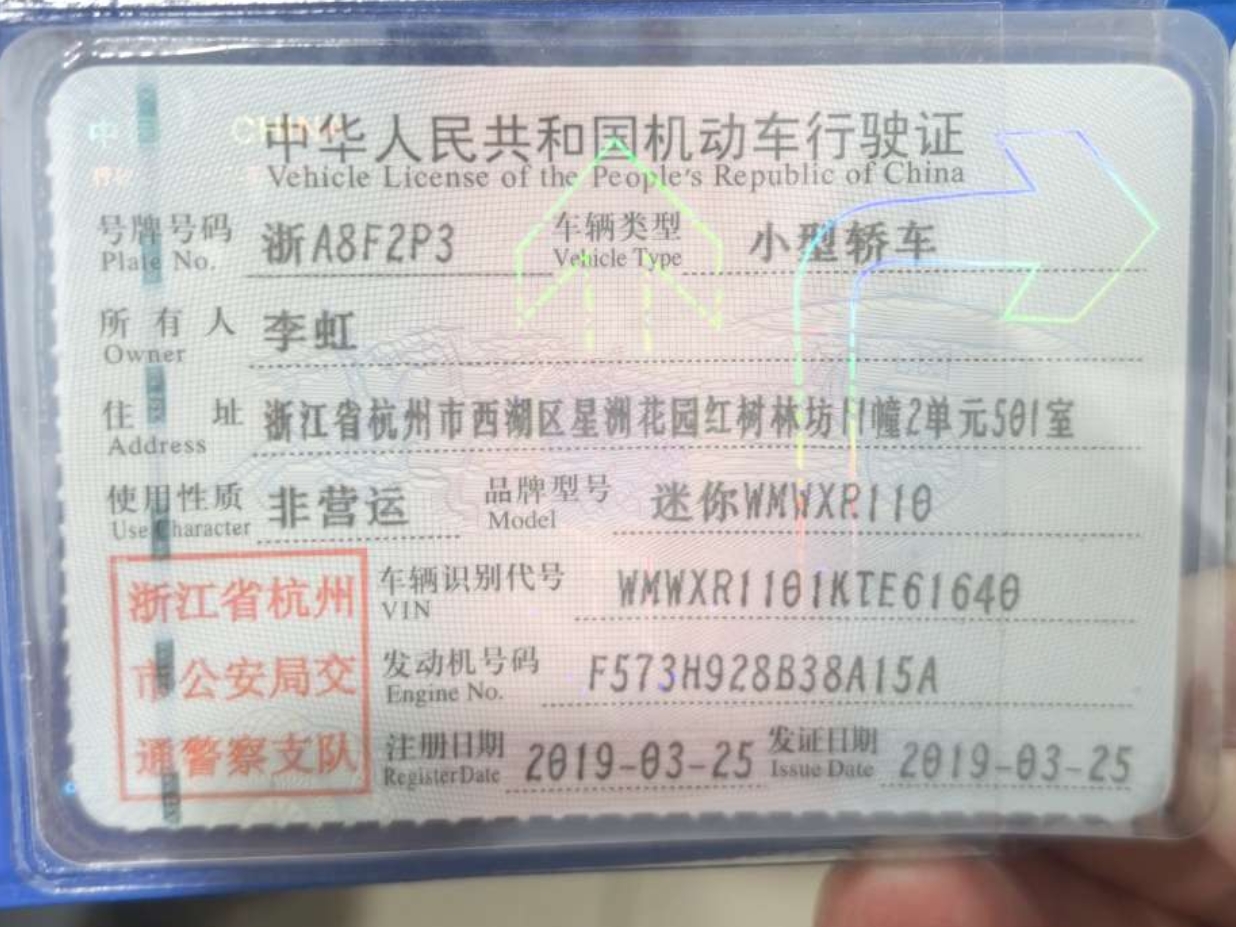 中华人民共和国机动车行驶证
Vehicle License of the People's Republic of China
号牌号码 浙A8F2P3 车辆类型 小型轿车
Plate No. Vehicle Type
所有人 李虹
Owner
住址 浙江省杭州市西湖区星洲花园红树林坊 幢2单元501室
Address
使用性质 非营运 品牌型号 迷你WMWXR110
Use Character Model
浙江省杭州
市公安局交
通警察支队
车辆识别代号 WMWXR1101KTE61640
VIN
发动机号码 F573H928B38A15A
Engine No.
注册日期 2019-03-25 发证日期 2019-03-25
Register Date Issue Date